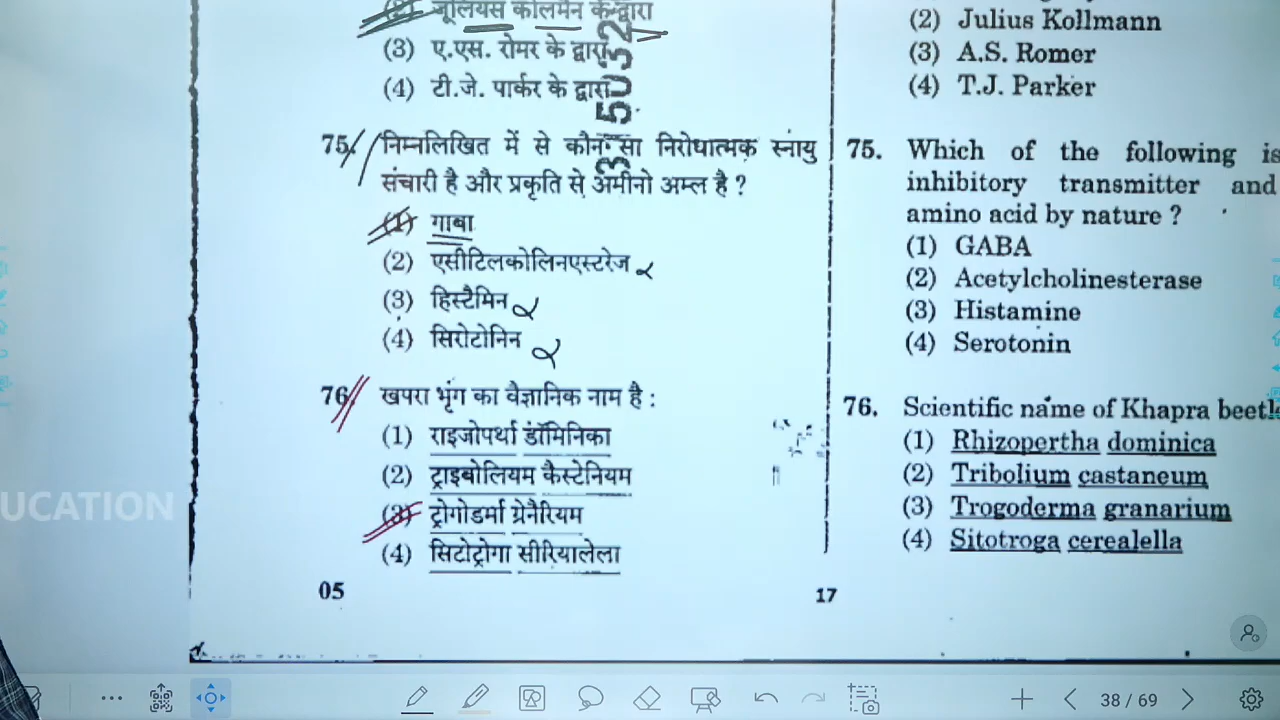 (2) जूलियस कोलमैन के द्वारा
(3) ए.एस. रोमर के द्वारा
(4) टी.जे. पार्कर के द्वारा
75. निम्नलिखित में से कौन सा निरोधात्मक स्नायु
संचारी है और प्रकृति से अमीनो अम्ल है ?
(1) गाबा
(2) एसीटिलकोलिनएस्टरेज
(3) हिस्टैमिन
(4) सिरोटोनिन
76. खपरा भृंग का वैज्ञानिक नाम है :
(1) राइजोपर्था डॉमिनिका
(2) ट्राइबोलियम कैस्टेनियम
(3) ट्रोगोडर्मा ग्रेनैरियम
(4) सिटोट्रोगा सीरियालेला
05
(2) Julius Kollmann
(3) A.S. Romer
(4) T.J. Parker
75. Which of the following is
inhibitory transmitter and
amino acid by nature ?
(1) GABA
(2) Acetylcholinesterase
(3) Histamine
(4) Serotonin
76. Scientific name of Khapra beetle
(1) Rhizopertha dominica
(2) Tribolium castaneum
(3) Trogoderma granarium
(4) Sitotroga cerealella
17
UCATION
38 / 69